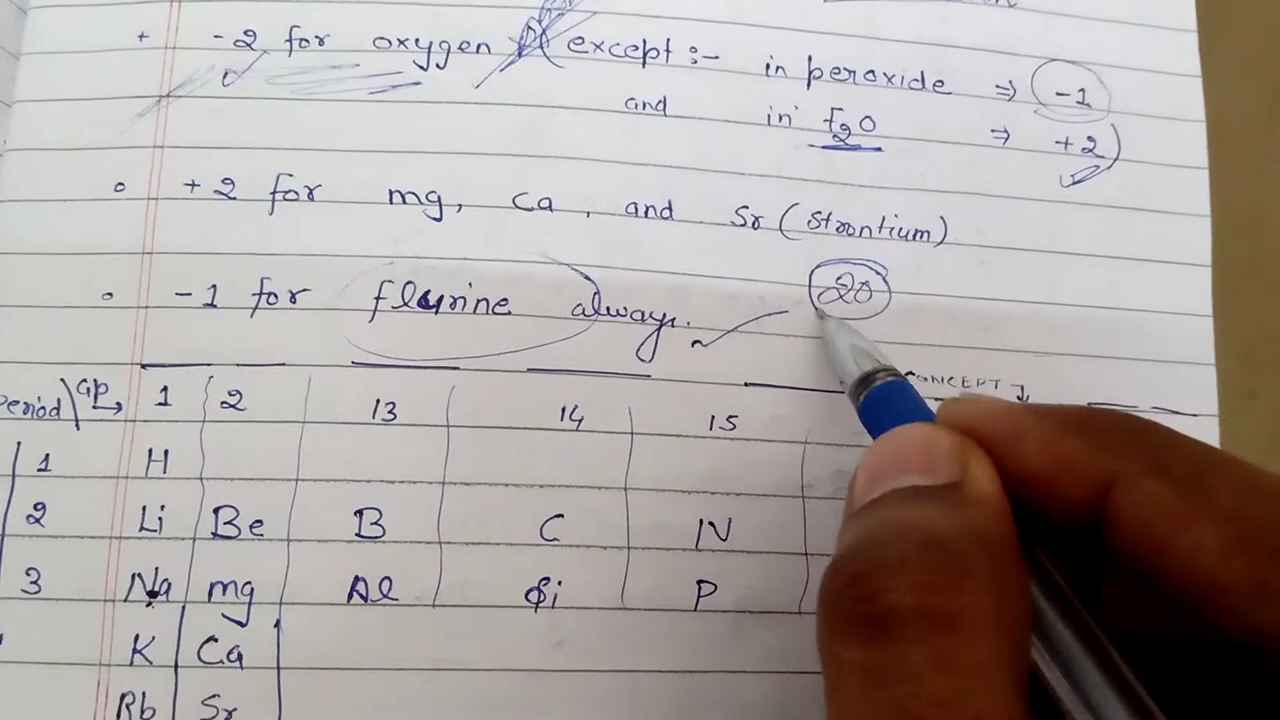 -2 for oxygen (except :- in peroxide ⇒ -1
and in F2O ⇒ +2)
+2 for mg, Ca, and Sr (Strontium)
-1 for flurine always. 20
CONCEPT ↓
Period\Gp → 1 2 13 14 15
1 H
2 Li Be B C N
3 Na mg Al Si P
K Ca
Rb Sr